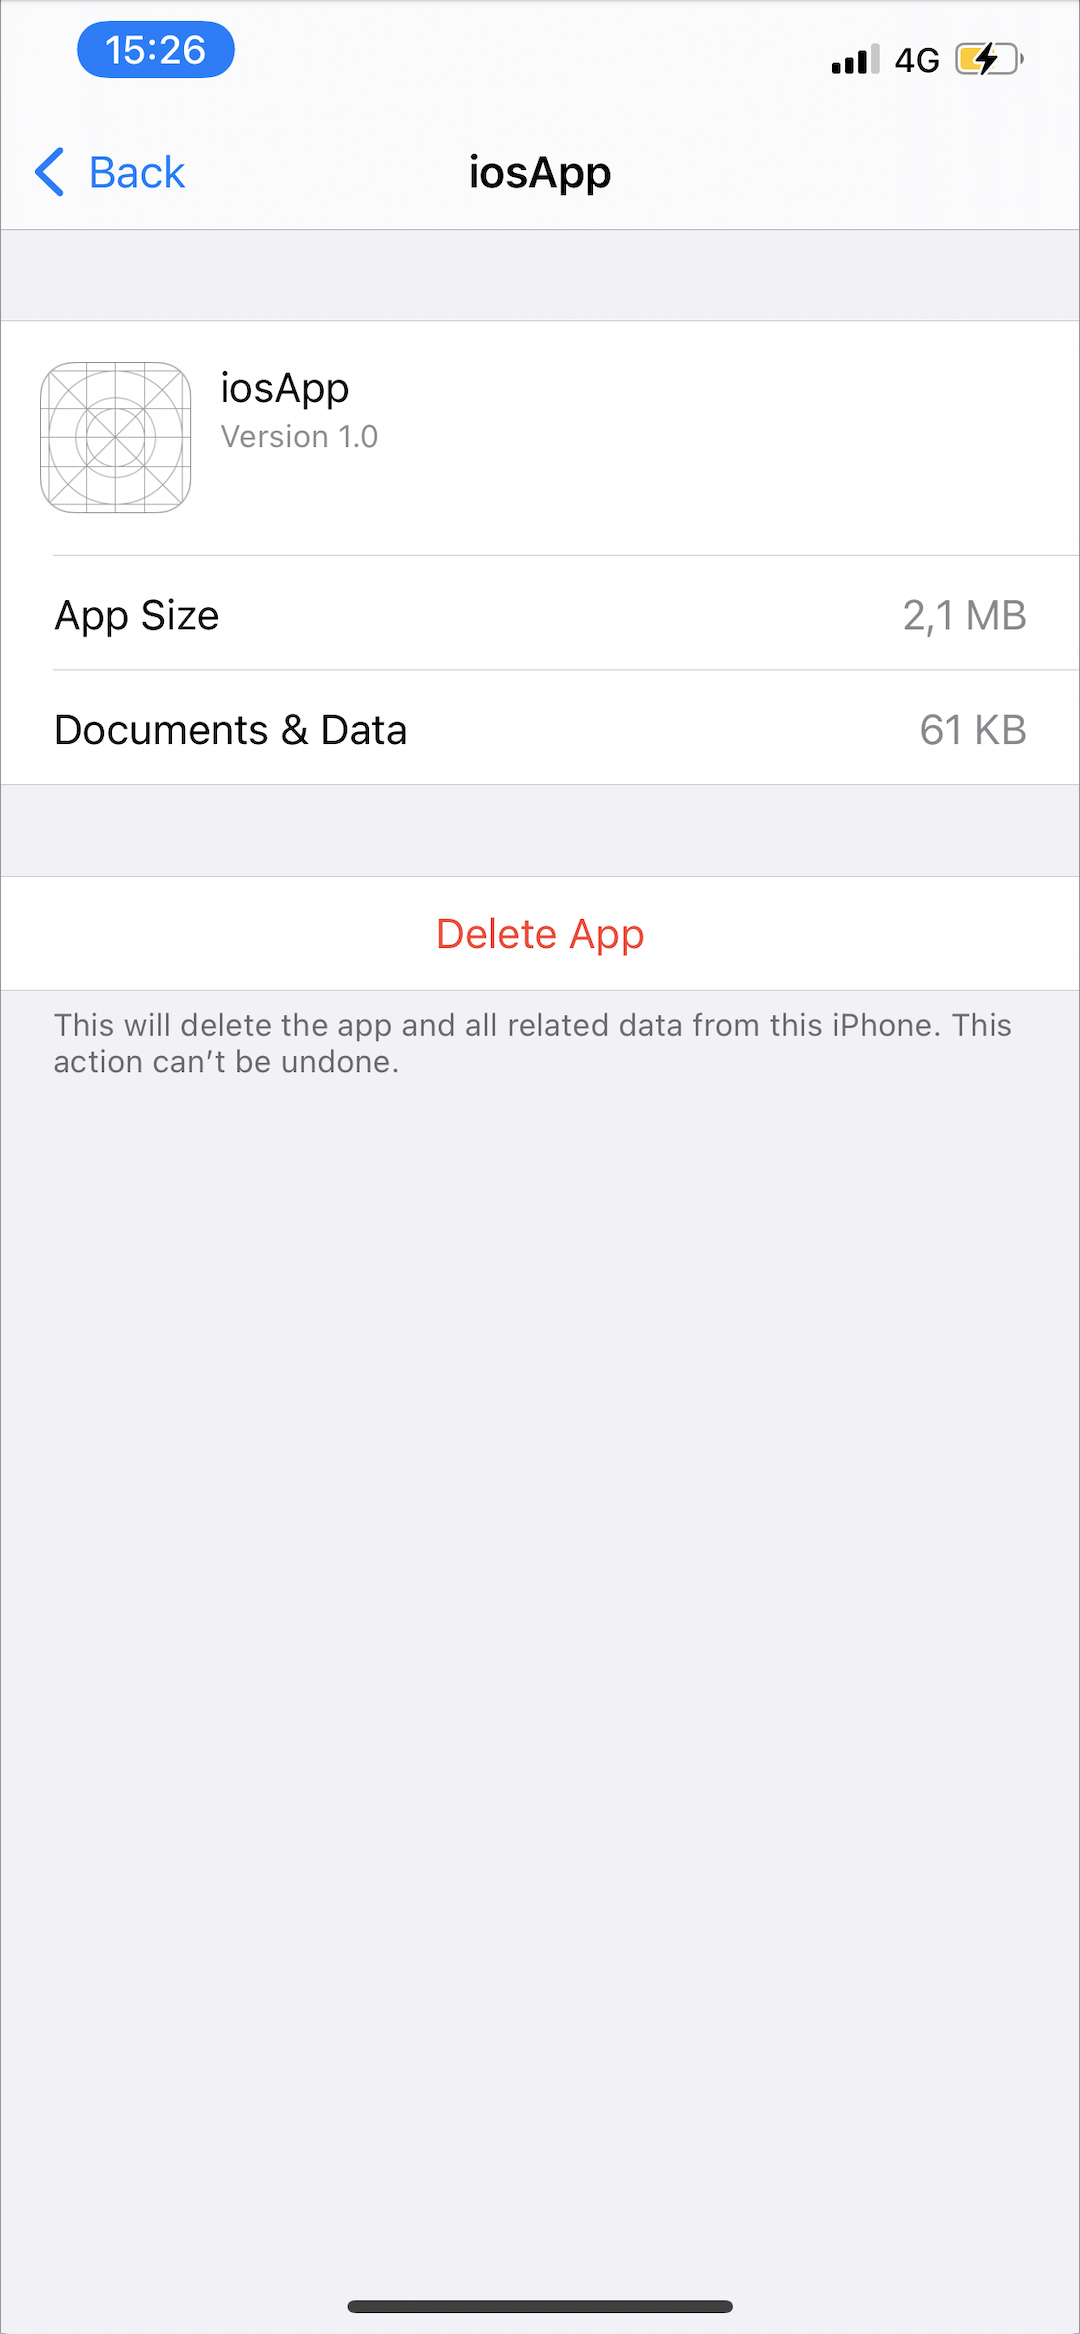 15:26
4G
Back
iosApp
iosApp
Version 1.0
App Size
2,1 MB
Documents & Data
61 KB
Delete App
This will delete the app and all related data from this iPhone. This
action can’t be undone.